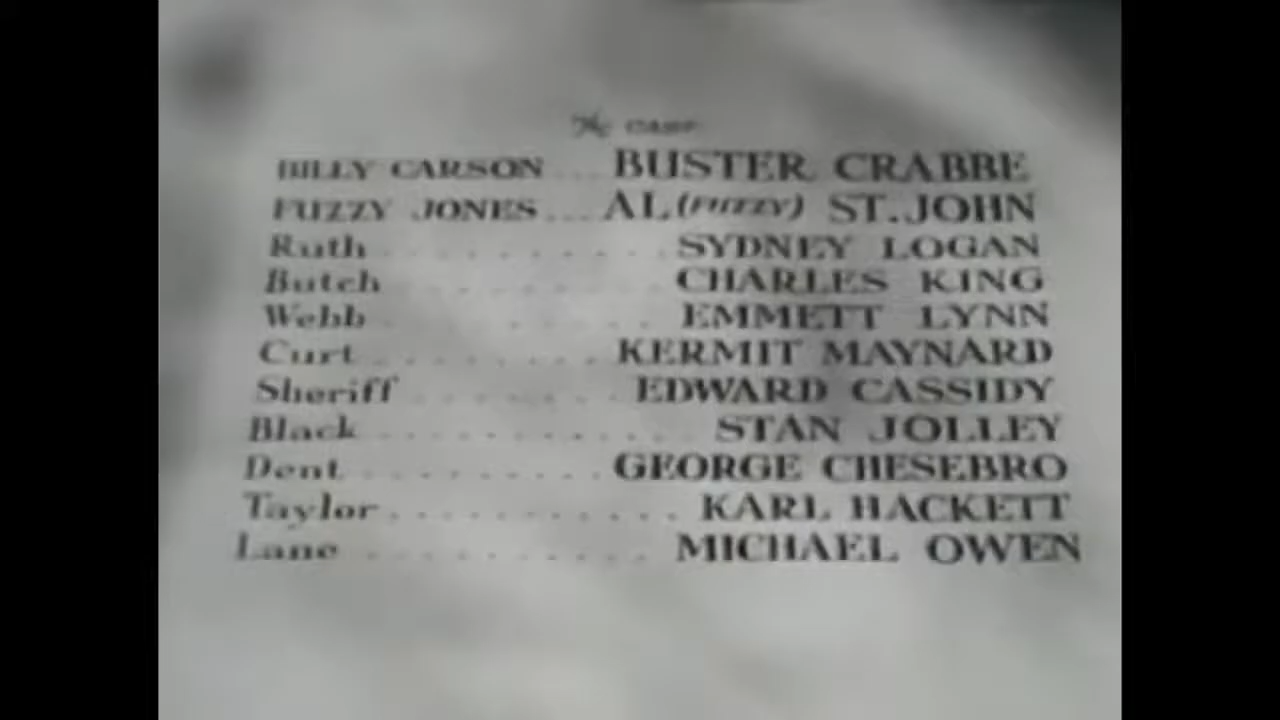 The CAST
BILLY CARSON ... BUSTER CRABBE
FUZZY JONES ... AL (FUZZY) ST. JOHN
Ruth . . . . . . . . . . . SYDNEY LOGAN
Butch . . . . . . . . . . CHARLES KING
Webb . . . . . . . . . . EMMETT LYNN
Curt . . . . . . . . . KERMIT MAYNARD
Sheriff . . . . . . . . . EDWARD CASSIDY
Black . . . . . . . . . . . . STAN JOLLEY
Dent . . . . . . . . . GEORGE CHESEBRO
Taylor . . . . . . . . . . . KARL HACKETT
Lane . . . . . . . . . . . MICHAEL OWEN